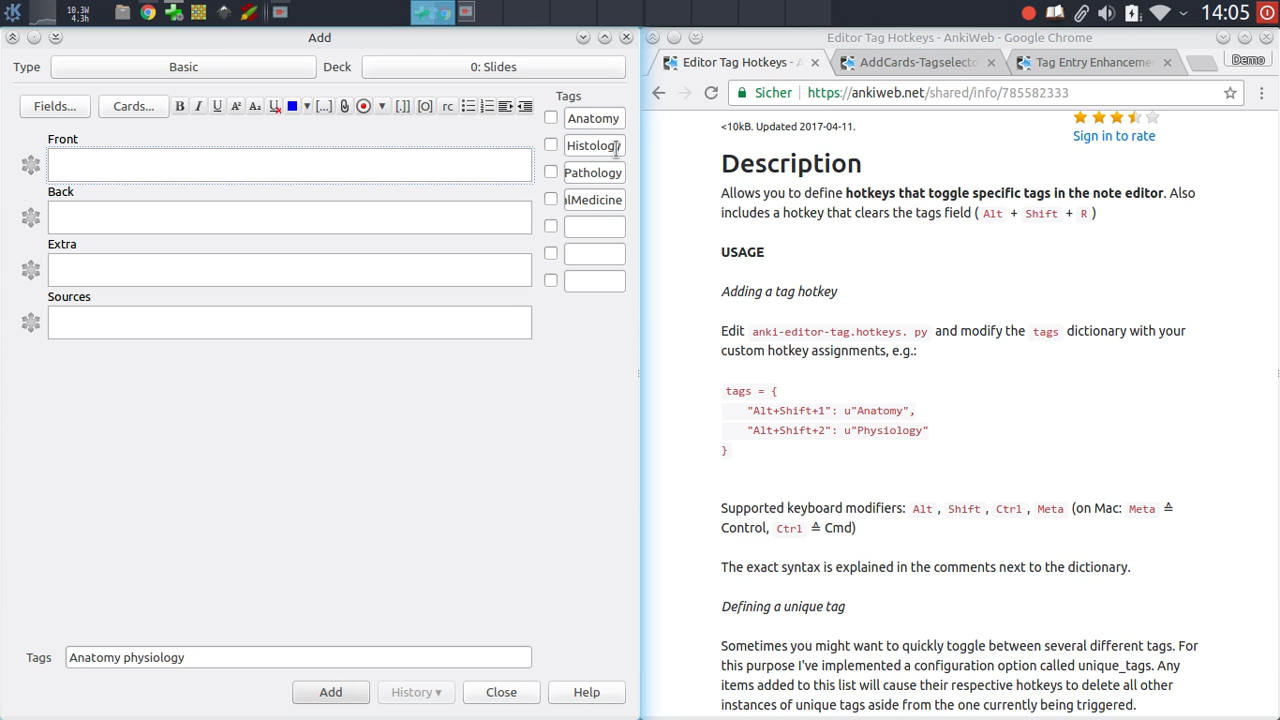 10.3W
4.3%
14:05
Add
Editor Tag Hotkeys - AnkiWeb - Google Chrome
Type
Basic
Deck
0: Slides
Editor Tag Hotkeys - A
AddCards-Tagselecto
Tag Entry Enhanceme
Demo
Fields...
Cards...
B
I
U
A²
A₂
U
[...]
[.]]
[O]
rc
Tags
Anatomy
Histology
Pathology
alMedicine
Sicher
https://ankiweb.net/shared/info/785582333
Front
Back
Extra
Sources
Tags
Anatomy physiology
Add
History
Close
Help
<10kB. Updated 2017-04-11.
Sign in to rate
Description
Allows you to define hotkeys that toggle specific tags in the note editor. Also
includes a hotkey that clears the tags field ( Alt + Shift + R )
USAGE
Adding a tag hotkey
Edit anki-editor-tag.hotkeys. py and modify the tags dictionary with your
custom hotkey assignments, e.g.:
tags = {
"Alt+Shift+1": u"Anatomy",
"Alt+Shift+2": u"Physiology"
}
Supported keyboard modifiers: Alt , Shift , Ctrl , Meta (on Mac: Meta ≙
Control, Ctrl ≙ Cmd)
The exact syntax is explained in the comments next to the dictionary.
Defining a unique tag
Sometimes you might want to quickly toggle between several different tags. For
this purpose I've implemented a configuration option called unique_tags. Any
items added to this list will cause their respective hotkeys to delete all other
instances of unique tags aside from the one currently being triggered.